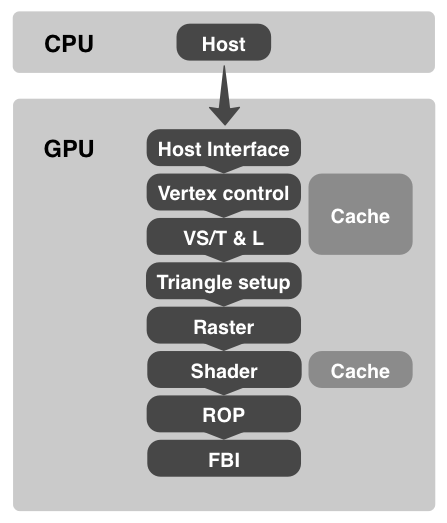 CPU
Host
GPU
Host Interface
Vertex control
Cache
VS/T & L
Triangle setup
Raster
Shader
Cache
ROP
FBI